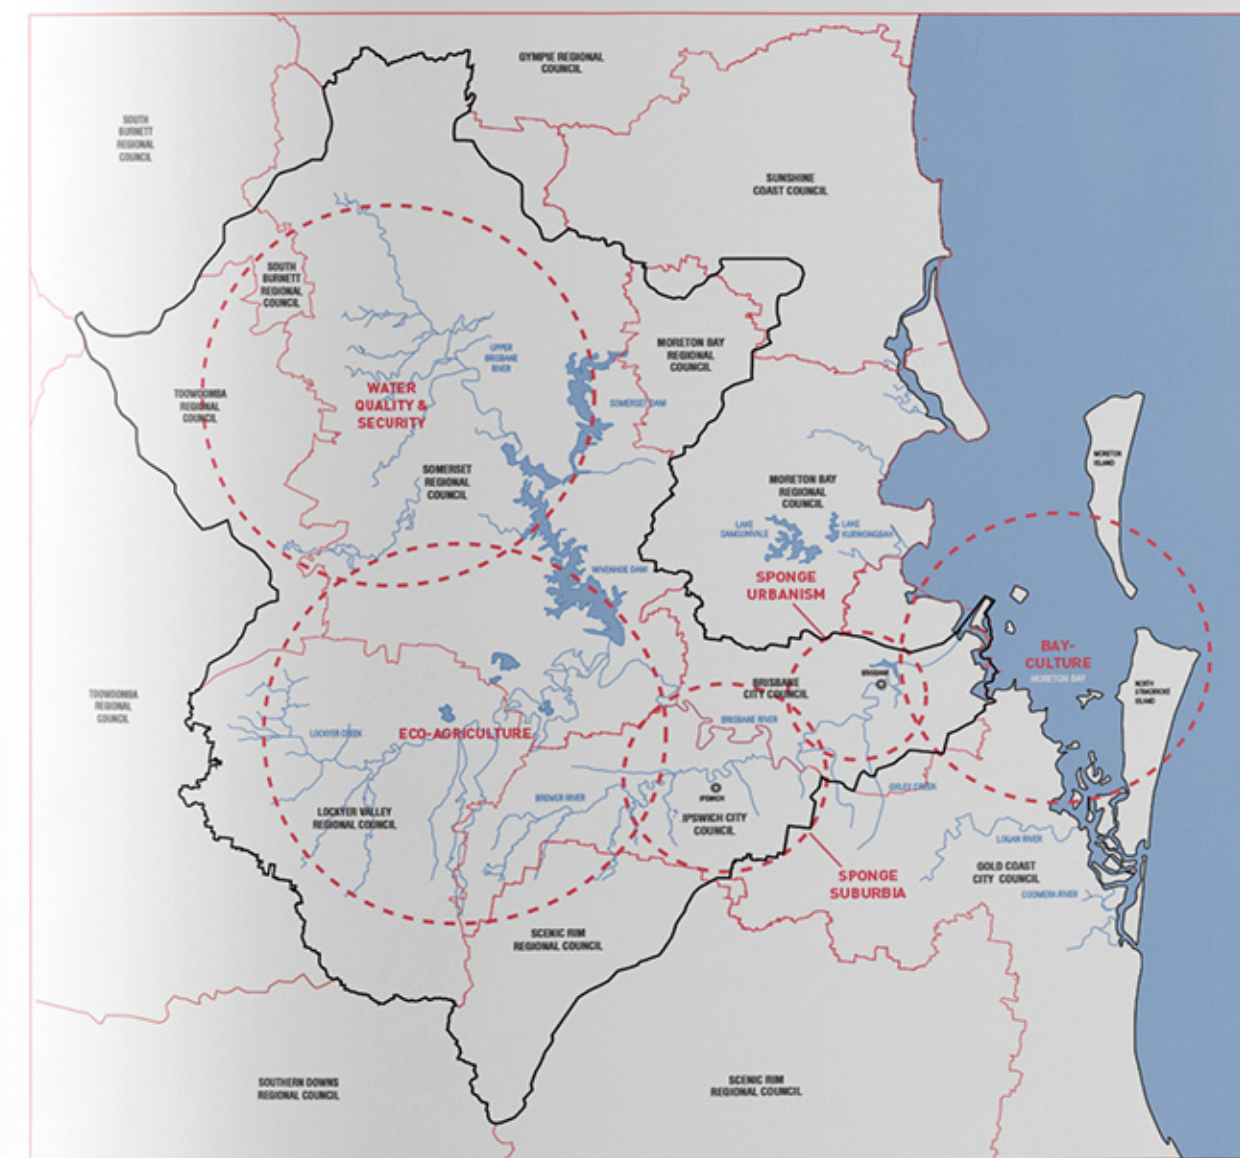 GYMPIE REGIONAL
COUNCIL
SOUTH
BURNETT
REGIONAL
COUNCIL
SUNSHINE
COAST COUNCIL
SOUTH
BURNETT
REGIONAL
COUNCIL
UPPER
BRISBANE
RIVER
MORETON BAY
REGIONAL
COUNCIL
WATER
QUALITY &
SECURITY
TOOWOOMBA
REGIONAL
COUNCIL
SOMERSET DAM
MORETON
ISLAND
SOMERSET
REGIONAL
COUNCIL
MORETON BAY
REGIONAL
COUNCIL
LAKE
SAMSONVALE
LAKE
KURWONGBAH
WIVENHOE DAM
SPONGE
URBANISM
BAY-
CULTURE
MORETON BAY
BRISBANE
NORTH
STRADBROKE
ISLAND
BRISBANE
CITY COUNCIL
TOOWOOMBA
REGIONAL
COUNCIL
BRISBANE RIVER
LOCKYER CREEK
ECO-AGRICULTURE
OXLEY CREEK
BREMER RIVER
IPSWICH
LOCKYER VALLEY
REGIONAL COUNCIL
IPSWICH CITY
COUNCIL
LOGAN RIVER
GOLD COAST
CITY COUNCIL
SPONGE
SUBURBIA
COOMERA RIVER
SCENIC RIM
REGIONAL COUNCIL
SOUTHERN DOWNS
REGIONAL COUNCIL
SCENIC RIM
REGIONAL COUNCIL